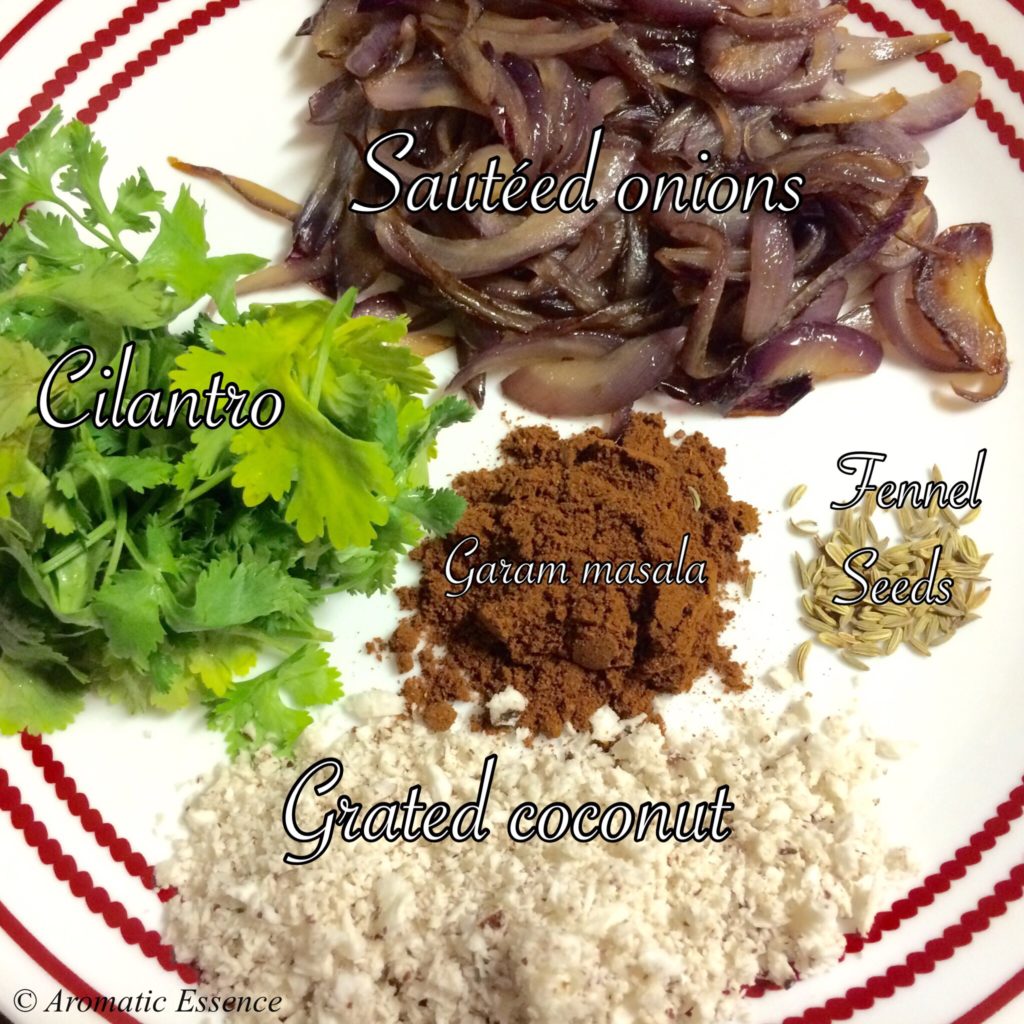 Sautéed onions
Cilantro
Fennel
Seeds
Garam masala
Grated coconut
© Aromatic Essence